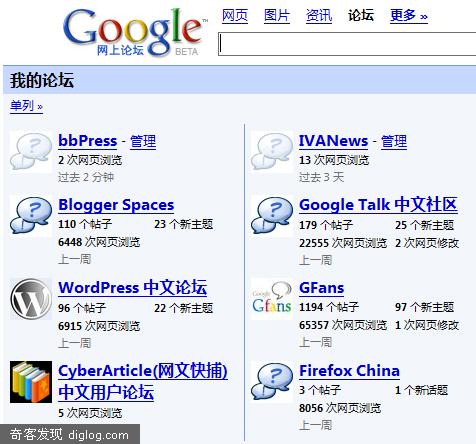 网页 图片 资讯 论坛 更多 »
Google™
网上论坛 BETA
我的论坛
单列 »
bbPress - 管理
2 次网页浏览
过去 2 分钟
IVANews - 管理
13 次网页浏览
过去 3 天
Blogger Spaces
110 个帖子 23 个新主题
6448 次网页浏览
上一周
Google Talk 中文社区
179 个帖子 25 个新主题
22555 次网页浏览 2 次网页修改
上一周
WordPress 中文论坛
96 个帖子 22 个新主题
6915 次网页浏览
上一周
Google Gfans
GFans
1194 个帖子 97 个新主题
65357 次网页浏览 1 次网页修改
上一周
CyberArticle(网文快捕)
中文用户论坛
5 次网页浏览
Firefox China
3 个帖子 1 个新话题
8056 次网页浏览
上一周
奇客发现 diglog.com